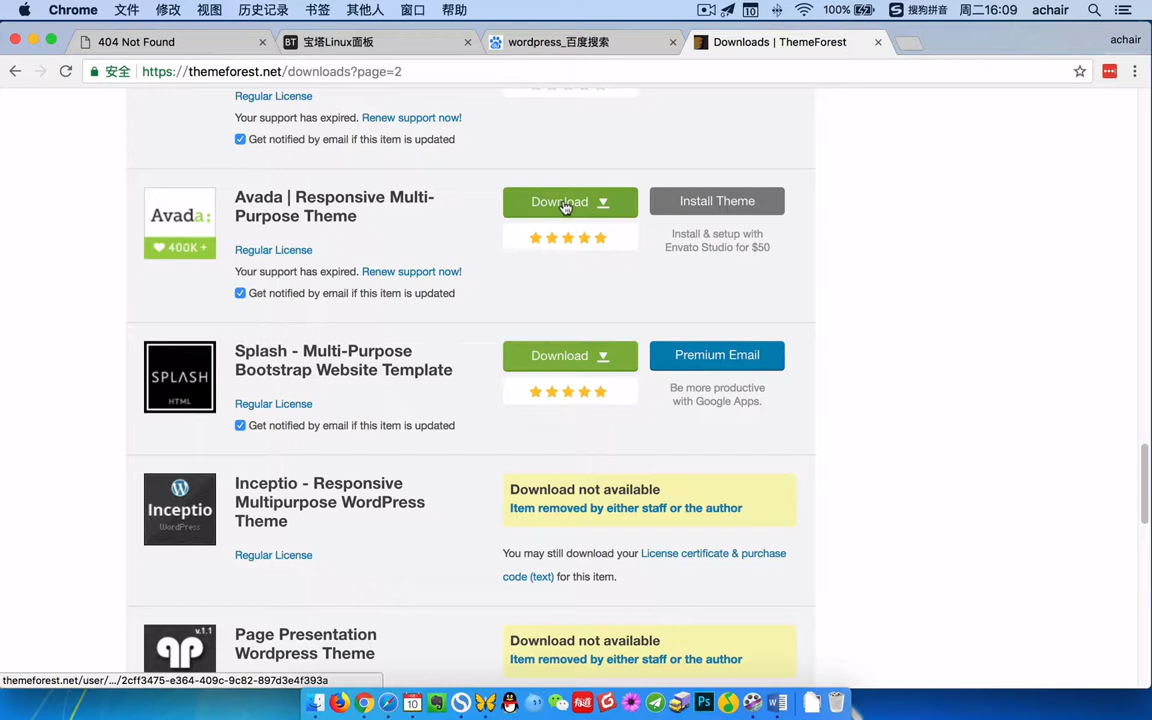 Chrome 文件 修改 视图 历史记录 书签 其他人 窗口 帮助 10 100% 搜狗拼音 周二16:09 achair
404 Not Found 宝塔Linux面板 wordpress_百度搜索 Downloads | ThemeForest achair
安全 https://themeforest.net/downloads?page=2
Regular License
Your support has expired. Renew support now!
Get notified by email if this item is updated
Avada:
400K +
Avada | Responsive Multi-
Purpose Theme
Regular License
Your support has expired. Renew support now!
Get notified by email if this item is updated
Download
Install Theme
Install & setup with
Envato Studio for $50
SPLASH
HTML
Splash - Multi-Purpose
Bootstrap Website Template
Regular License
Get notified by email if this item is updated
Download
Premium Email
Be more productive
with Google Apps.
Inceptio
WordPress
Inceptio - Responsive
Multipurpose WordPress
Theme
Regular License
Download not available
Item removed by either staff or the author
You may still download your License certificate & purchase
code (text) for this item.
v.1.1
Page Presentation
Wordpress Theme
Download not available
Item removed by either staff or the author
themeforest.net/user/.../2cff3475-e364-409c-9c82-897d3e4f393a
10 有道 Ps